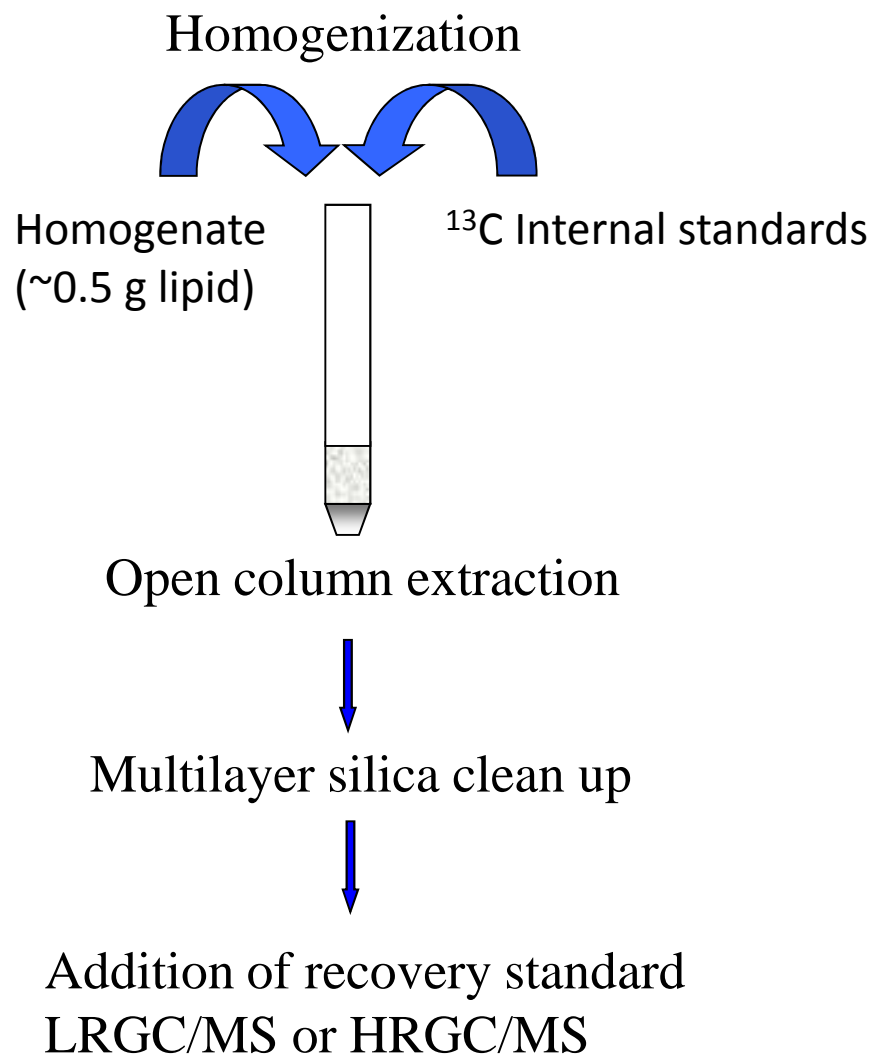 Homogenization
Homogenate
(~0.5 g lipid)
¹³C Internal standards
Open column extraction
Multilayer silica clean up
Addition of recovery standard
LRGC/MS or HRGC/MS